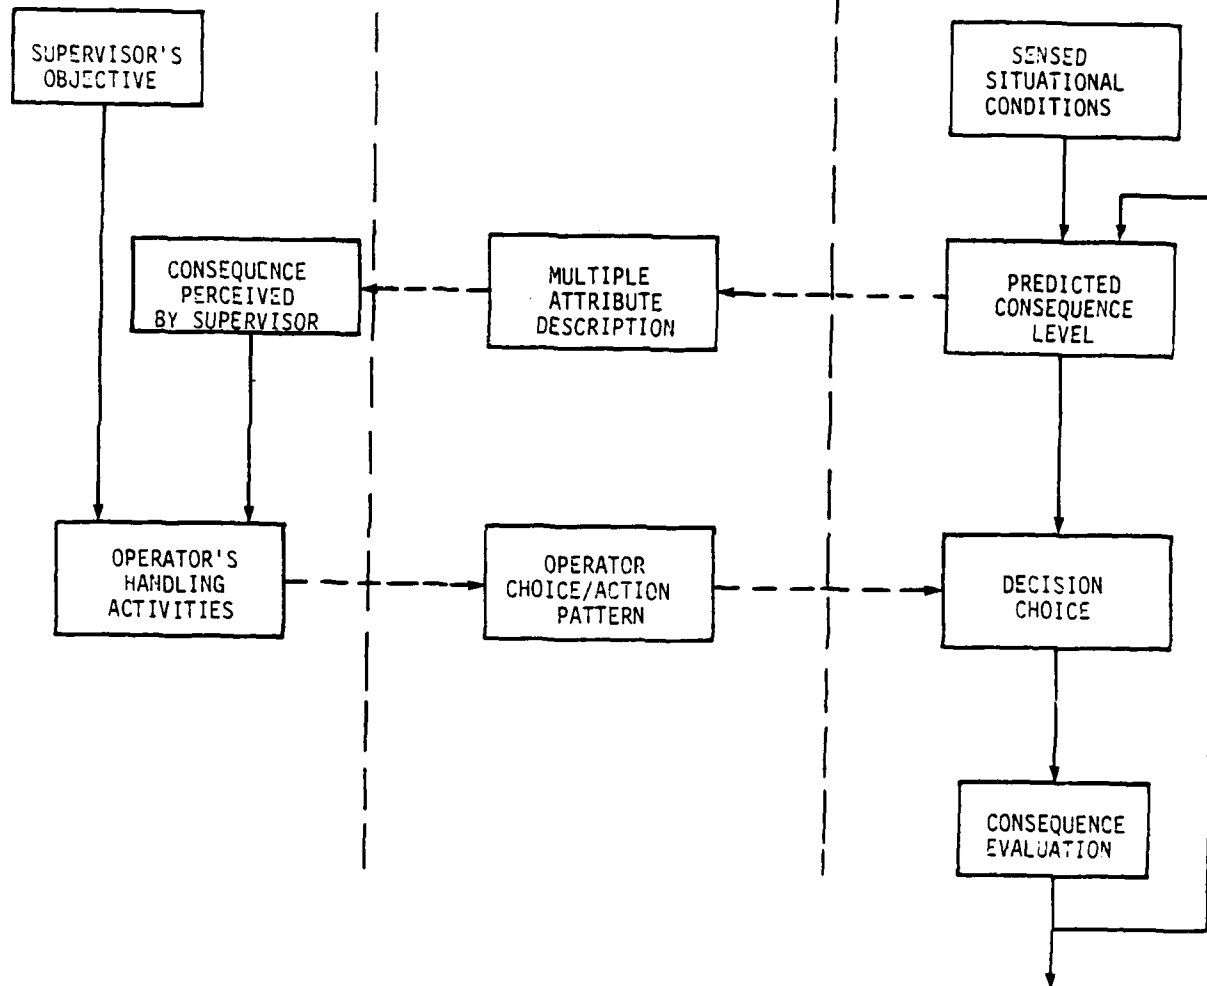 SUPERVISOR'S
OBJECTIVE
SENSED
SITUATIONAL
CONDITIONS
CONSEQUENCE
PERCEIVED
BY SUPERVISOR
MULTIPLE
ATTRIBUTE
DESCRIPTION
PREDICTED
CONSEQUENCE
LEVEL
OPERATOR'S
HANDLING
ACTIVITIES
OPERATOR
CHOICE/ACTION
PATTERN
DECISION
CHOICE
CONSEQUENCE
EVALUATION